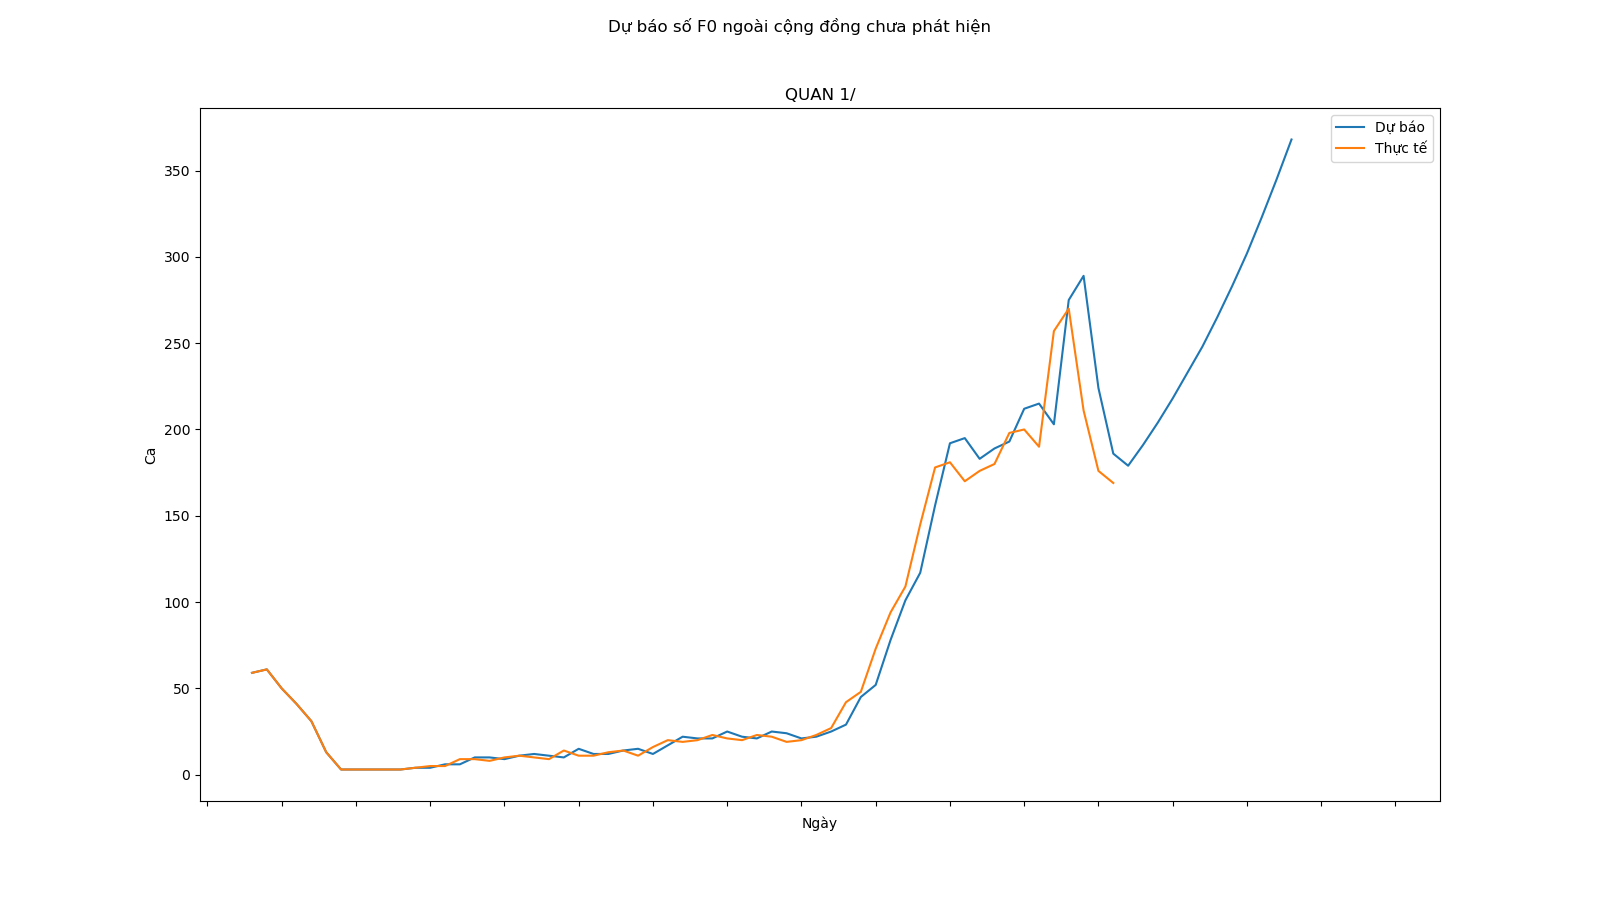 Dự báo số F0 ngoài cộng đồng chưa phát hiện
QUAN 1/
Dự báo
Thực tế
350
300
250
200
150
100
50
0
Ca
Ngày